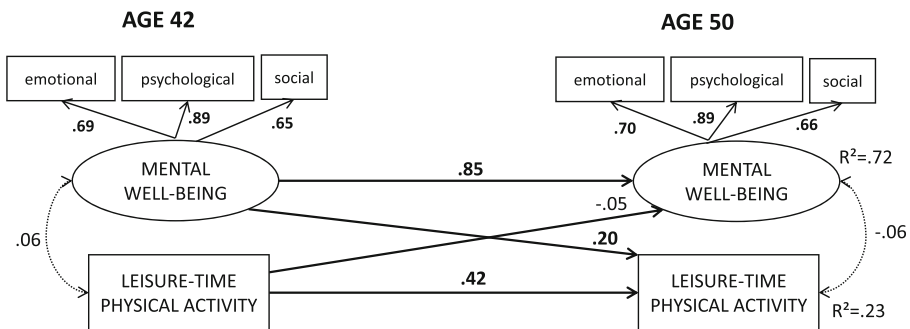 AGE 42
AGE 50
emotional psychological social
emotional psychological social
.69 .89 .65
.70 .89 .66
MENTAL
WELL-BEING
.85
MENTAL
WELL-BEING
R²=.72
-.05
.06
.20
-.06
LEISURE-TIME
PHYSICAL ACTIVITY
.42
LEISURE-TIME
PHYSICAL ACTIVITY
R²=.23